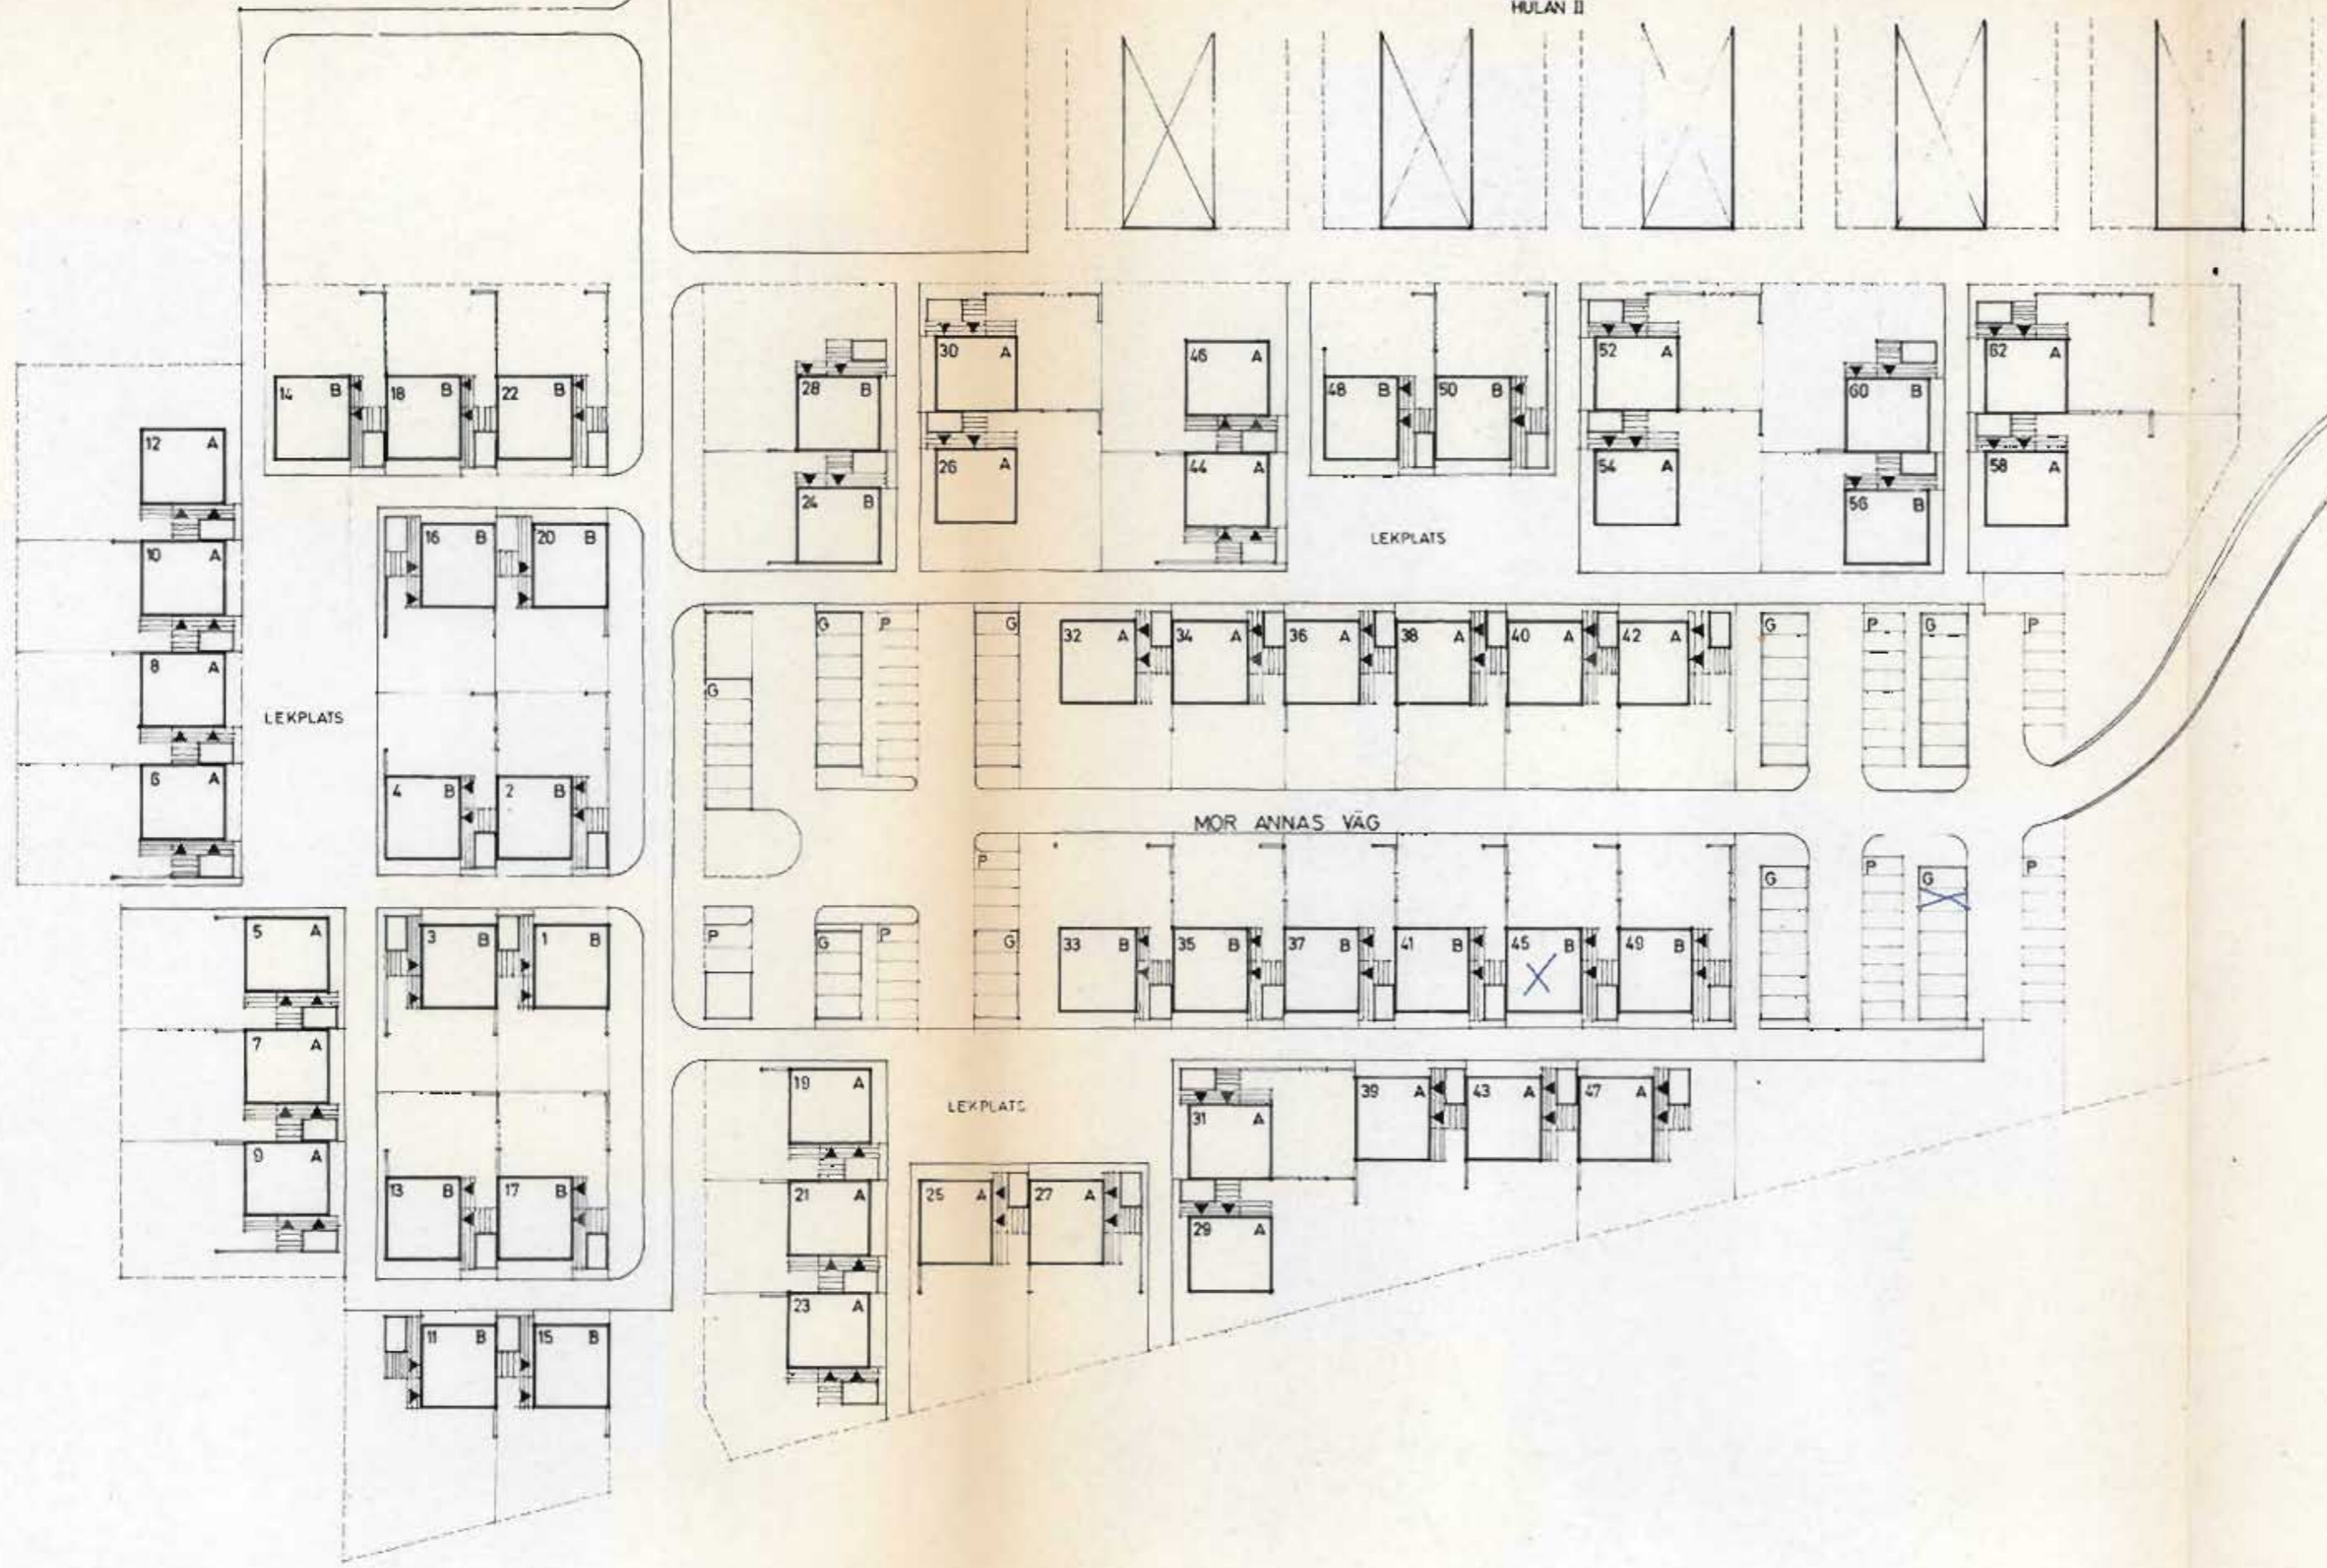 HULAN II
30 A
46 A
52 A
62 A
14 B
18 B
22 B
28 B
48 B
50 B
60 B
12 A
26 A
44 A
54 A
58 A
24 B
56 B
16 B
20 B
LEKPLATS
10 A
8 A
LEKPLATS
G
G P
G
32 A
34 A
36 A
38 A
40 A
42 A
G
P
G
P
6 A
4 B
2 B
MOR ANNAS VÄG
P
G
P
G
P
5 A
3 B
1 B
P
G P
G
33 B
35 B
37 B
41 B
45 B
49 B
7 A
19 A
LEKPLATS
31 A
39 A
43 A
47 A
9 A
13 B
17 B
21 A
25 A
27 A
29 A
23 A
11 B
15 B